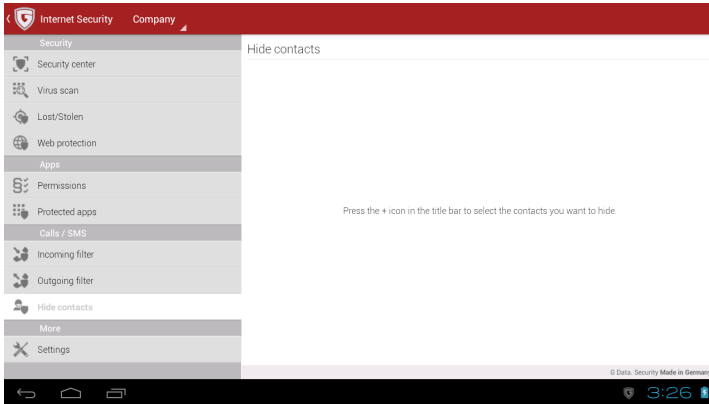 Internet Security Company
Security
Security center
Virus scan
Lost/Stolen
Web protection
Apps
Permissions
Protected apps
Calls / SMS
Incoming filter
Outgoing filter
Hide contacts
More
Settings
Hide contacts
Press the + icon in the title bar to select the contacts you want to hide.
G Data. Security Made in Germany
3:26